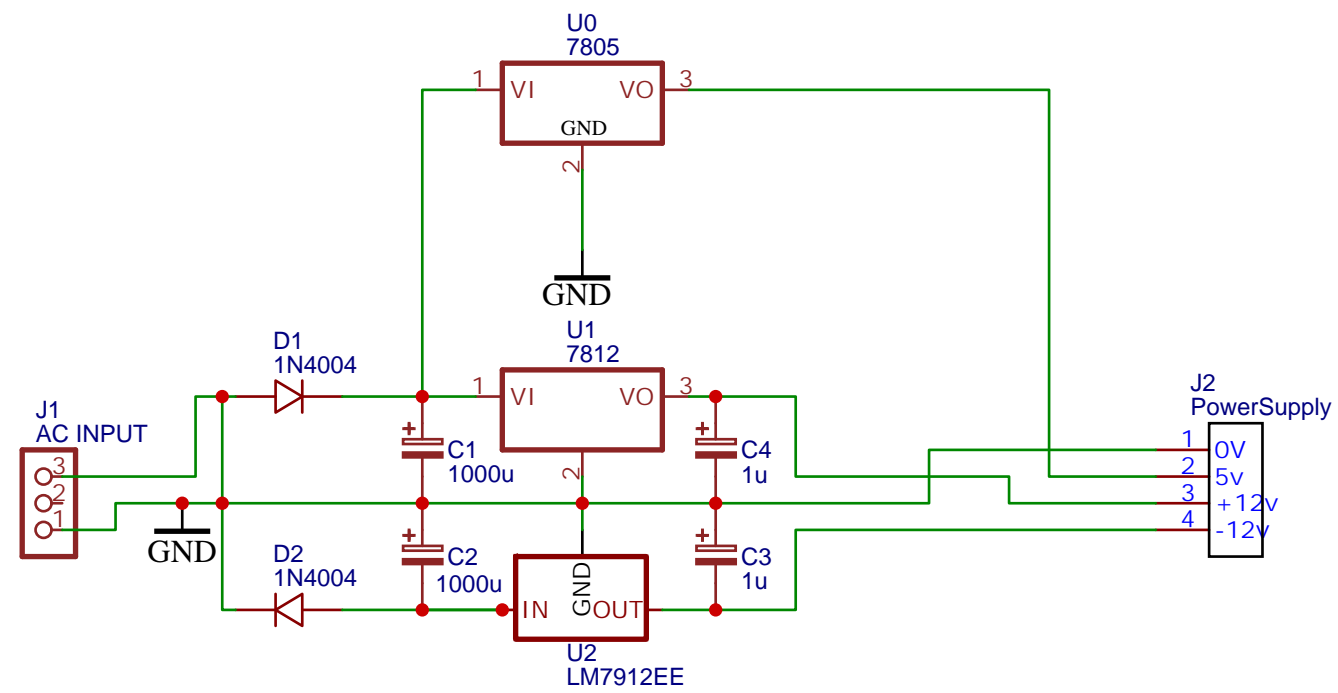 U0
7805
1
VI
VO
3
GND
2
GND
U1
7812
1
VI
VO
3
2
D1
1N4004
J1
AC INPUT
3
2
1
GND
C1
1000u
C4
1u
C2
1000u
C3
1u
D2
1N4004
IN
GND
OUT
U2
LM7912EE
J2
PowerSupply
1
0V
2
5v
3
+12v
4
-12v
+
+
+
+